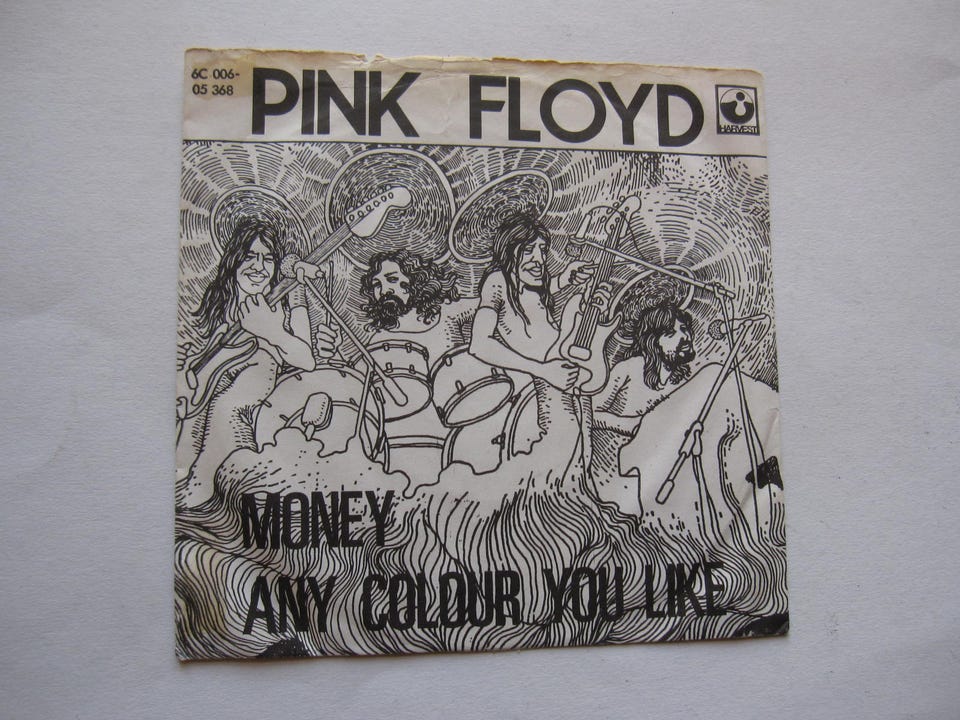 6C 006-
05 368
PINK FLOYD
HARVEST
MONEY
ANY COLOUR YOU LIKE